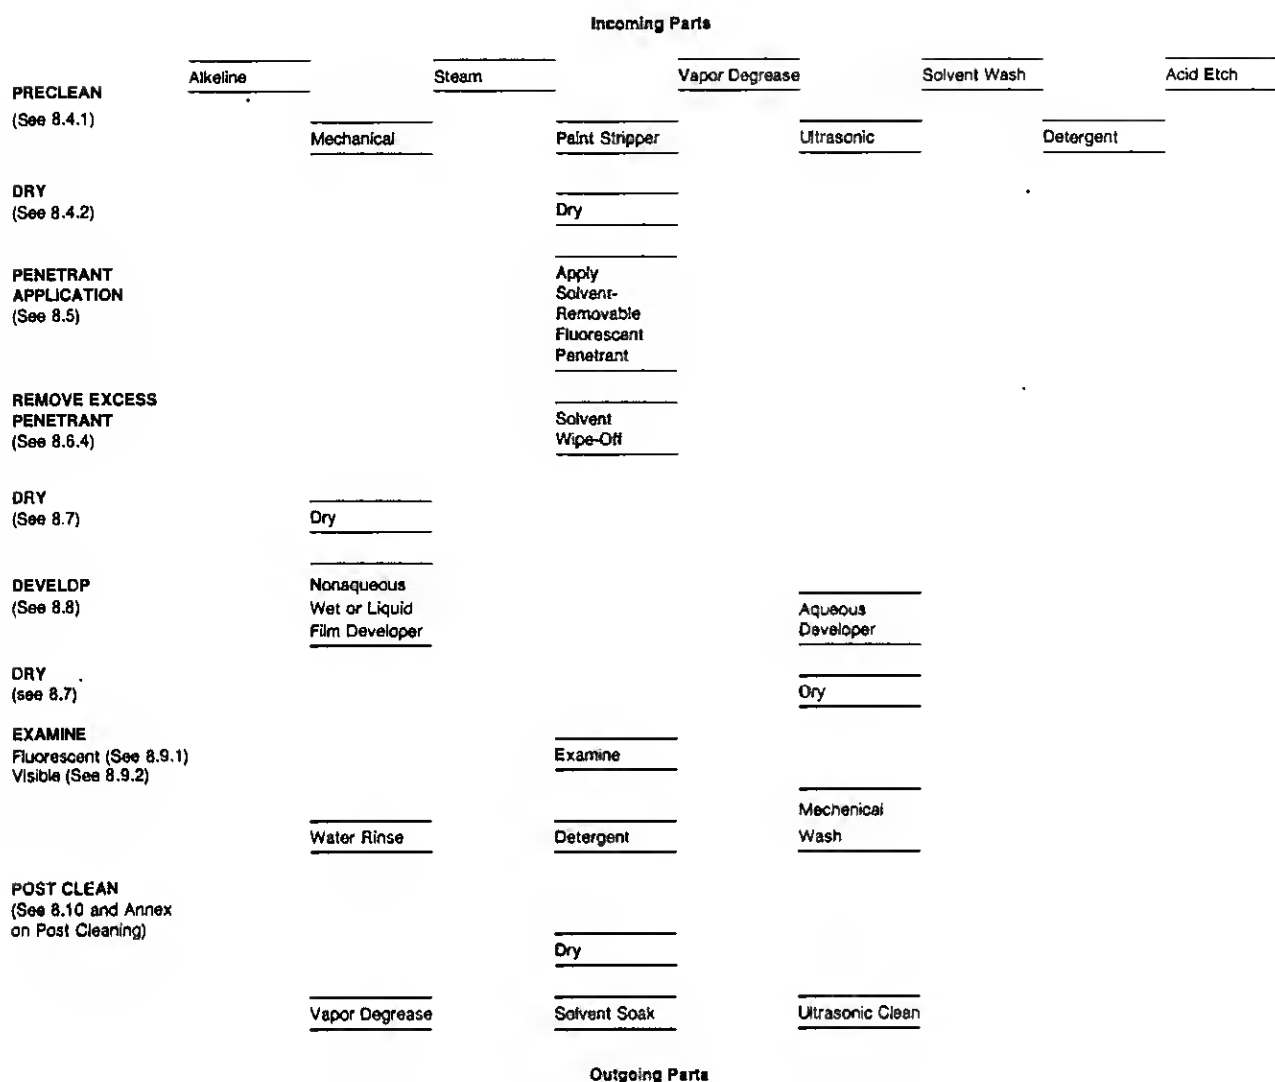 Incoming Parts
Alkeline
Steam
Vapor Degrease
Solvent Wash
Acid Etch
PRECLEAN
(See 8.4.1)
Mechanical
Paint Stripper
Ultrasonic
Detergent
DRY
(See 8.4.2)
Dry
PENETRANT
APPLICATION
(See 8.5)
Apply
Solvent-
Removable
Fluorescent
Penetrant
REMOVE EXCESS
PENETRANT
(See 8.6.4)
Solvent
Wipe-Off
DRY
(See 8.7)
Dry
DEVELOP
(See 8.8)
Nonaqueous
Wet or Liquid
Film Developer
Aqueous
Developer
DRY
(see 8.7)
Dry
EXAMINE
Fluorescent (See 8.9.1)
Visible (See 8.9.2)
Examine
Water Rinse
Detergent
Mechenical
Wash
POST CLEAN
(See 8.10 and Annex
on Post Cleaning)
Dry
Vapor Degrease
Solvent Soak
Ultrasonic Clean
Outgoing Parts